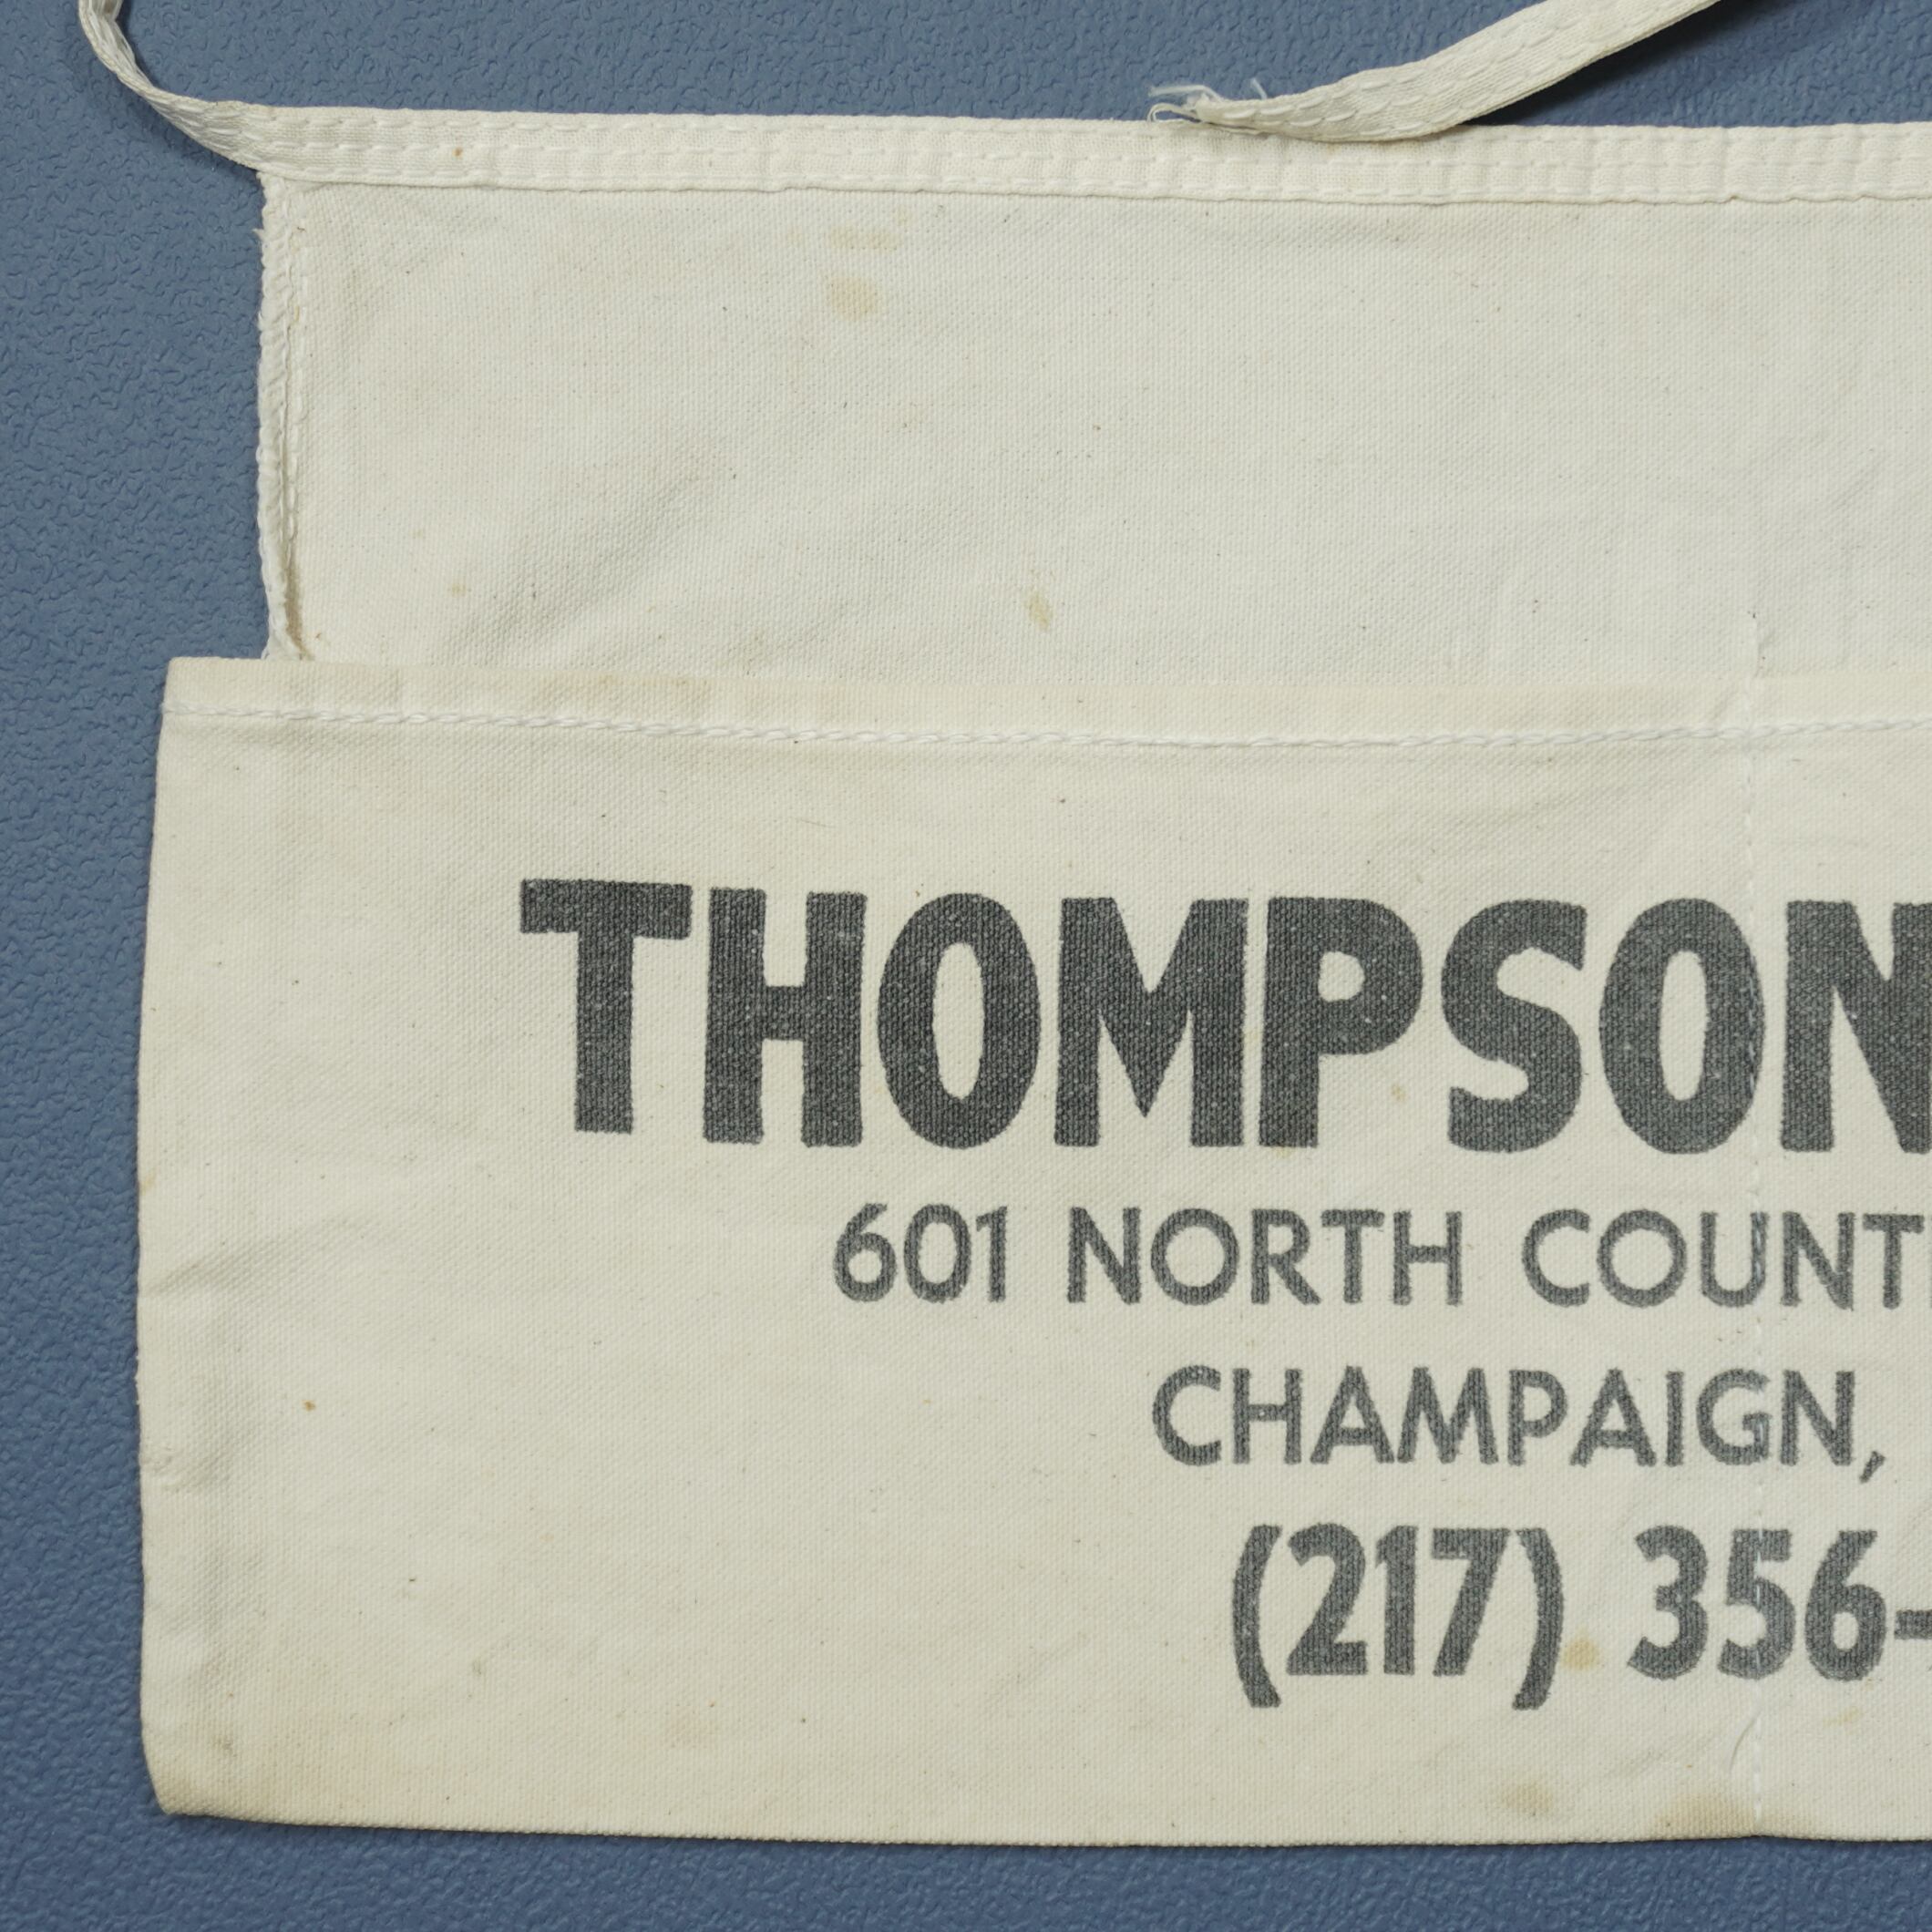 THOMPSON
601 NORTH COUNT
CHAMPAIGN,
(217) 356-